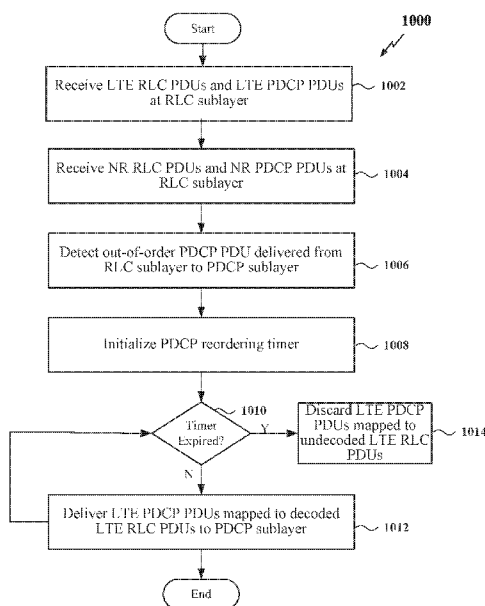 Start
1000
Receive LTE RLC PDUs and LTE PDCP PDUs
at RLC sublayer
1002
Receive NR RLC PDUs and NR PDCP PDUs at
RLC sublayer
1004
Detect out-of-order PDCP PDU delivered from
RLC sublayer to PDCP sublayer
1006
Initialize PDCP reordering timer
1008
1010
Timer
Expired?
Y
Discard LTE PDCP
PDUs mapped to
undecoded LTE RLC
PDUs
1014
N
Deliver LTE PDCP PDUs mapped to decoded
LTE RLC PDUs to PDCP sublayer
1012
End